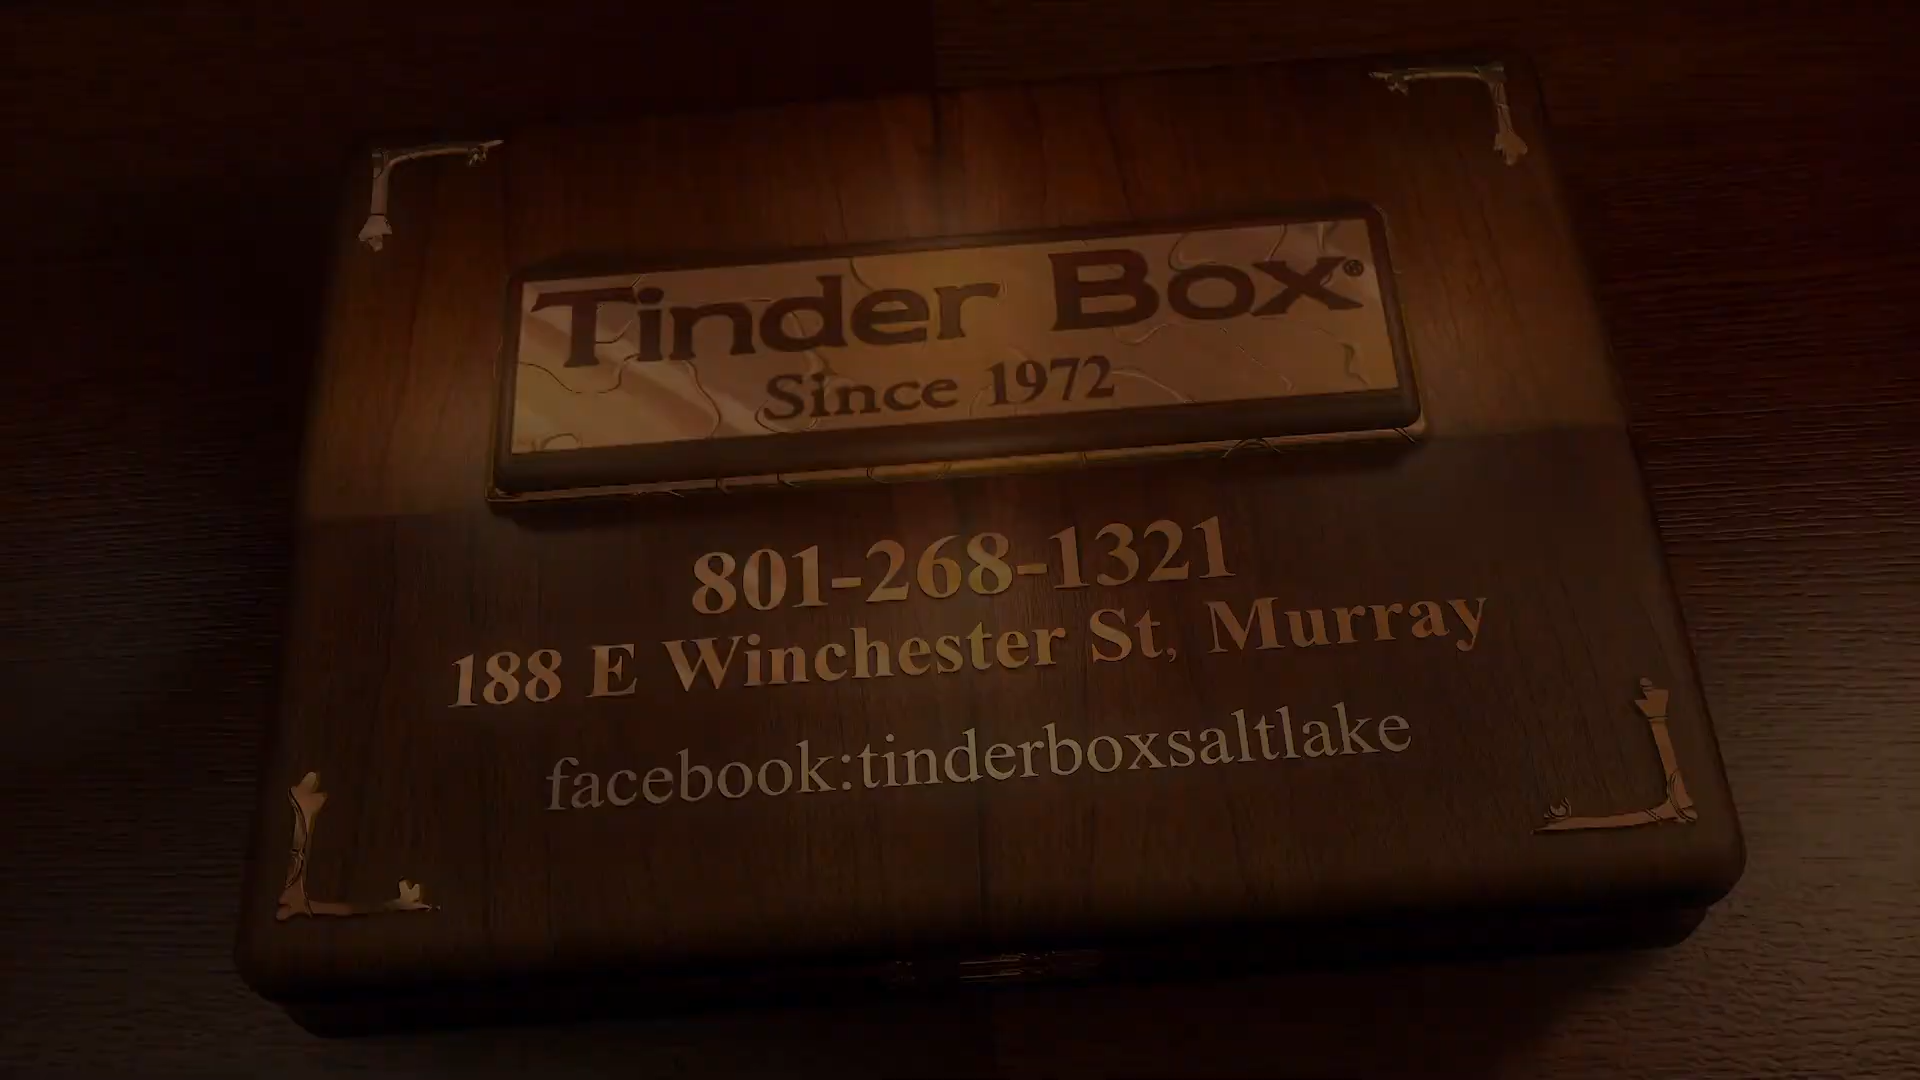 Tinder Box®
Since 1972
801-268-1321
188 E Winchester St, Murray
facebook:tinderboxsaltlake